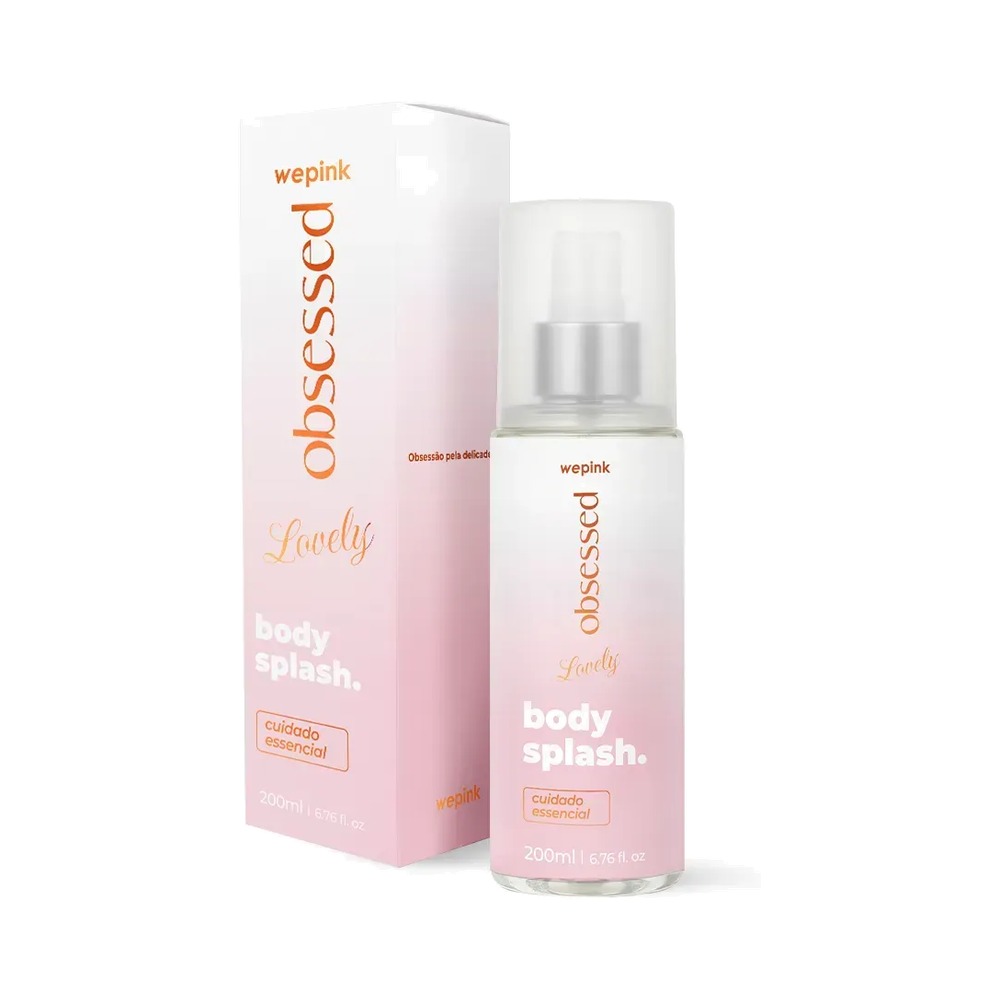 wepink
obsessed
Lovely
body
splash.
cuidado
essencial
200ml | 6.76 fl. oz
Obsessão pela
wepink
wepink
obsessed
Lovely
body
splash.
cuidado
essencial
200ml | 6.76 fl. oz